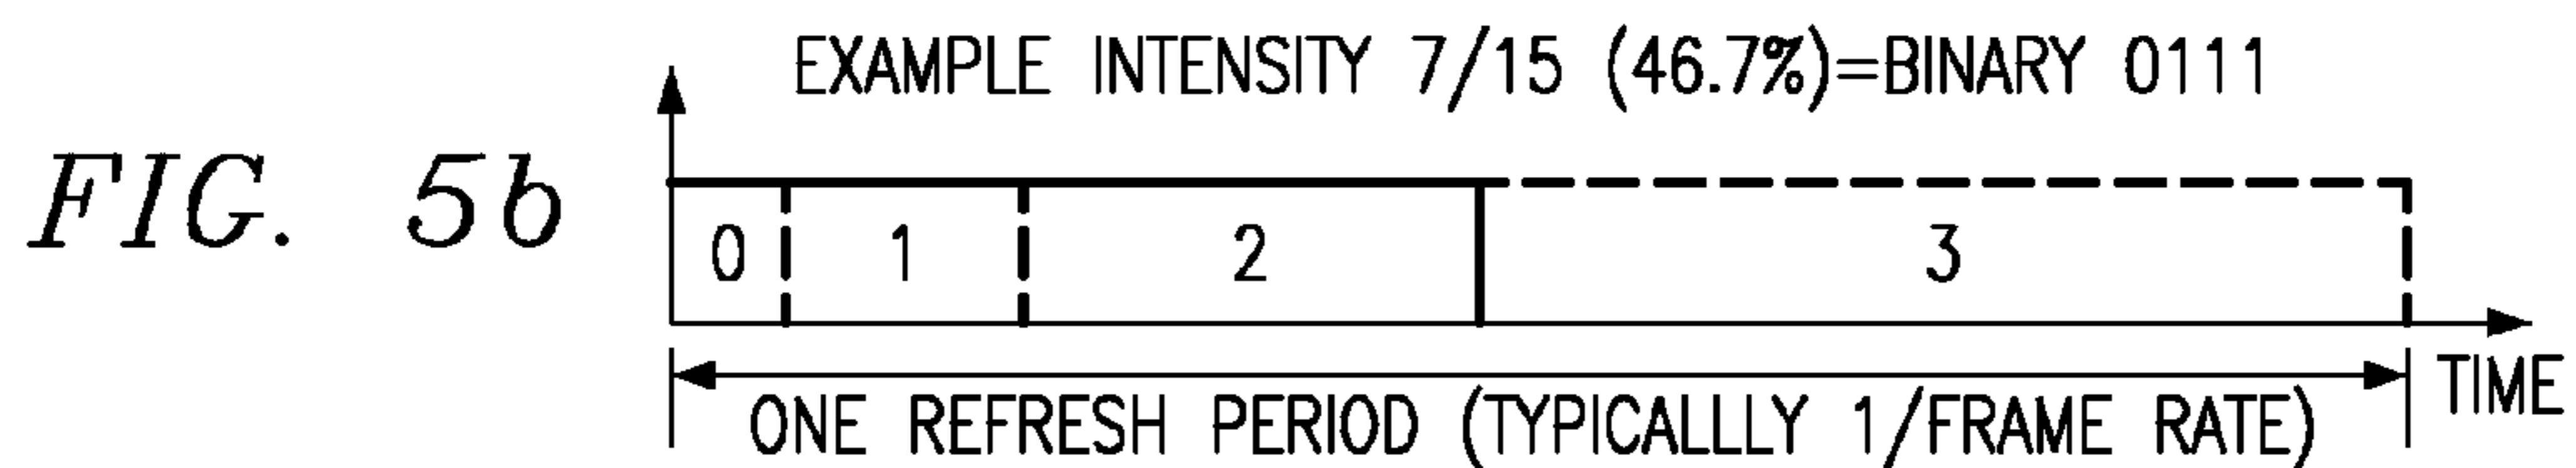 EXAMPLE INTENSITY 7/15 (46.7%)=BINARY 0111
FIG. 5b
0 1 2 3
TIME
ONE REFRESH PERIOD (TYPICALLLY 1/FRAME RATE)